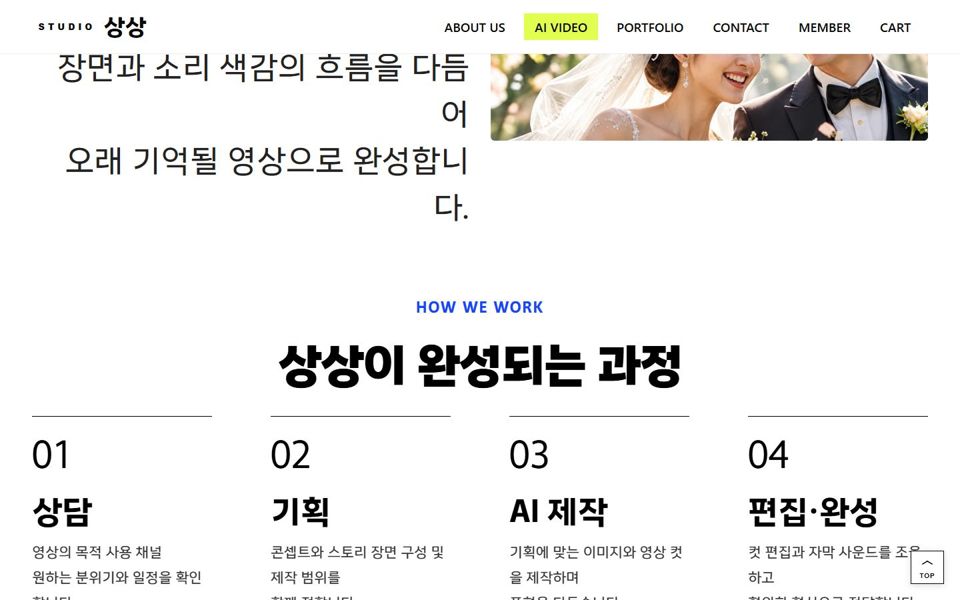 STUDIO 상상
ABOUT US AI VIDEO PORTFOLIO CONTACT MEMBER CART
장면과 소리 색감의 흐름을 다듬
어
오래 기억될 영상으로 완성합니
다.
HOW WE WORK
상상이 완성되는 과정
01
상담
영상의 목적 사용 채널
원하는 분위기와 일정을 확인
02
기획
콘셉트와 스토리 장면 구성 및
제작 범위를
03
AI 제작
기획에 맞는 이미지와 영상 컷
을 제작하며
04
편집·완성
컷 편집과 자막 사운드를
하고
TOP